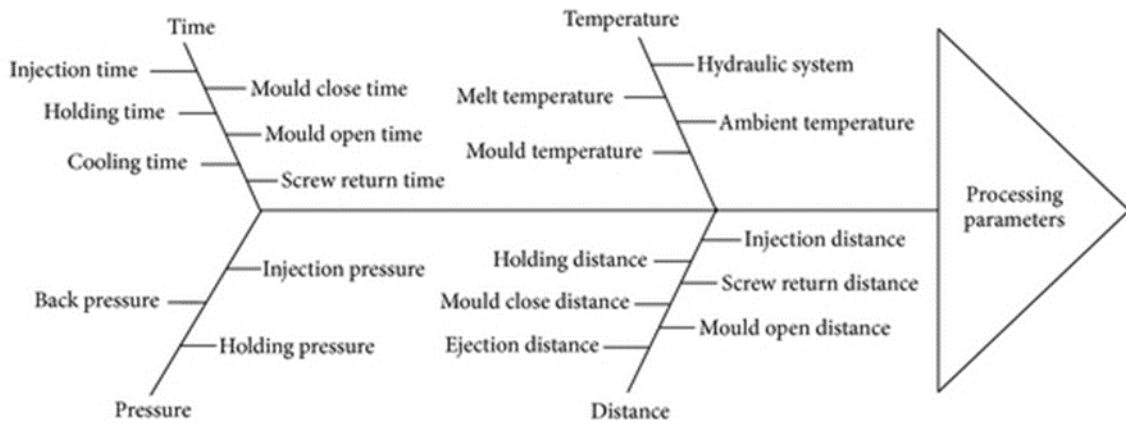 Time
Injection time
Mould close time
Holding time
Mould open time
Cooling time
Screw return time
Temperature
Hydraulic system
Melt temperature
Ambient temperature
Mould temperature
Processing
parameters
Injection pressure
Back pressure
Holding pressure
Pressure
Injection distance
Holding distance
Screw return distance
Mould close distance
Mould open distance
Ejection distance
Distance